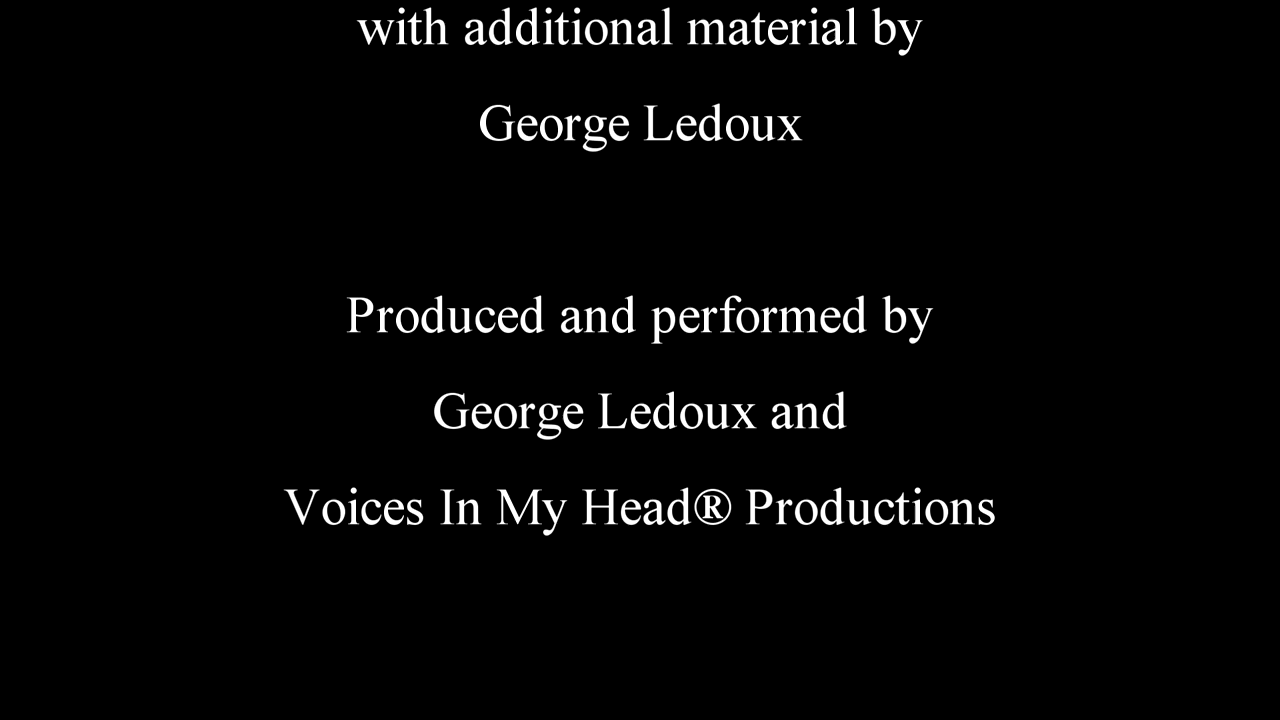 with additional material by
George Ledoux
Produced and performed by
George Ledoux and
Voices In My Head® Productions